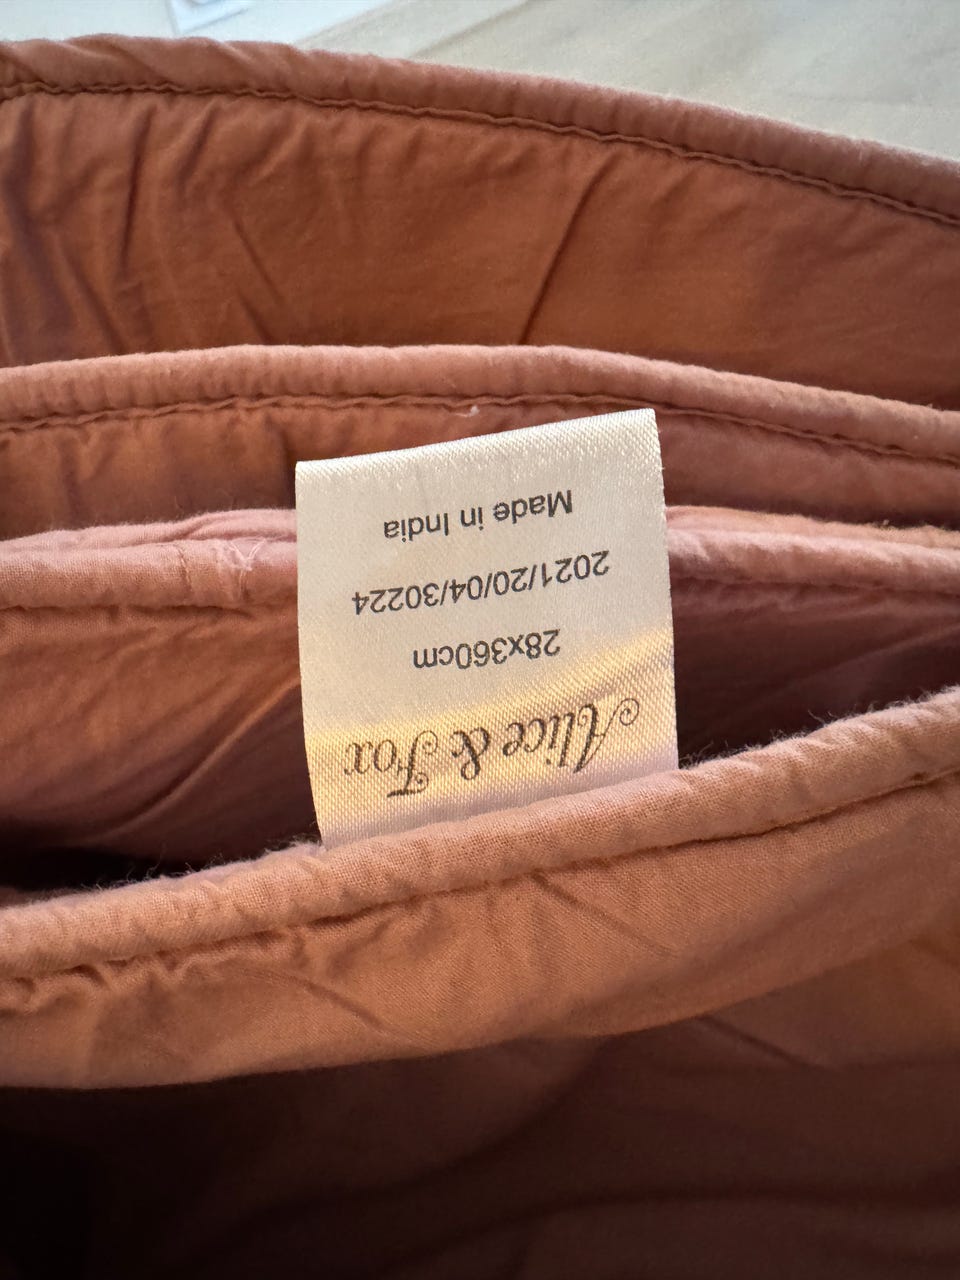 Alice & Fox
28x360cm
2021/20/04/30224
Made in India